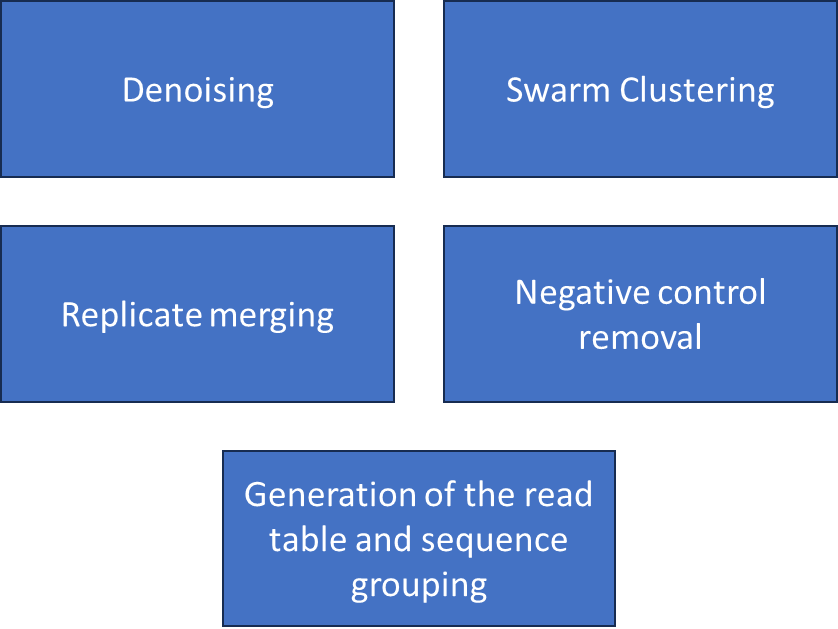 Denoising
Swarm Clustering
Replicate merging
Negative control
removal
Generation of the read
table and sequence
grouping